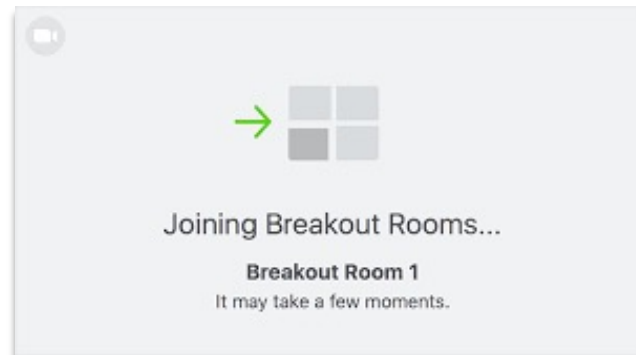 Joining Breakout Rooms...
Breakout Room 1
It may take a few moments.